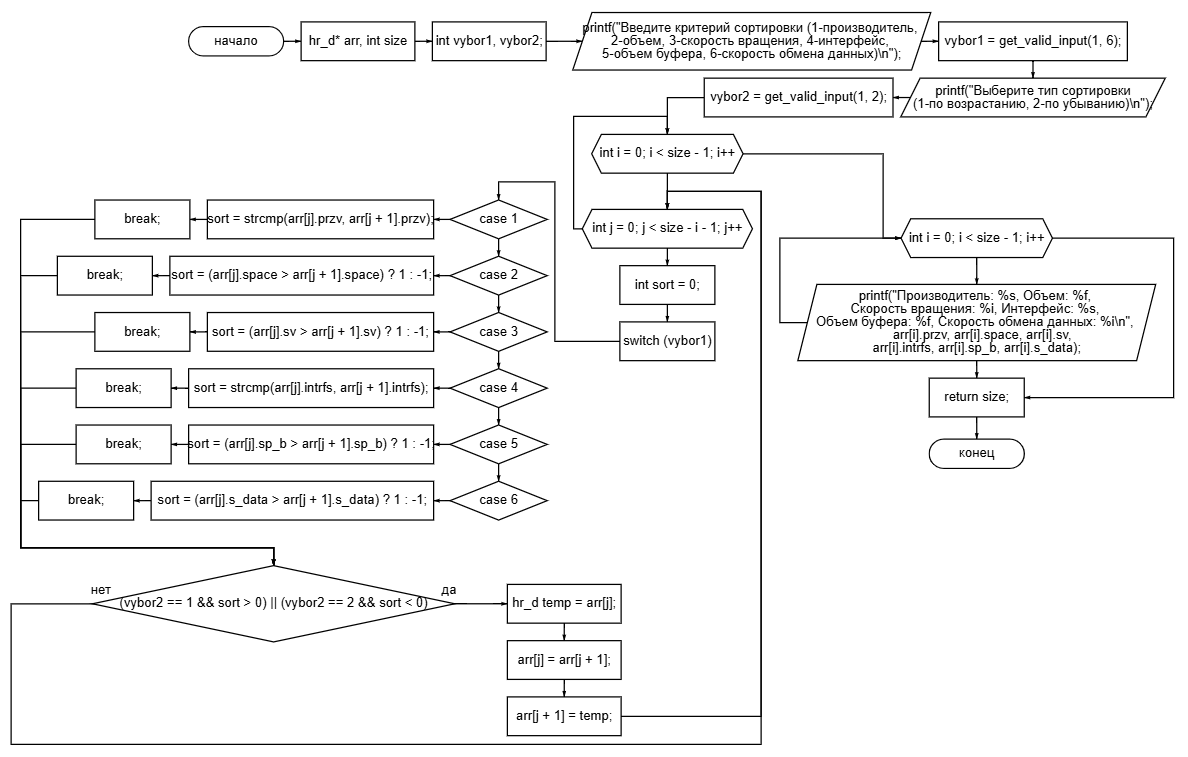 начало
hr_d* arr, int size
int vybor1, vybor2;
printf("Введите критерий сортировки (1-производитель,
2-объем, 3-скорость вращения, 4-интерфейс,
5-объем буфера, 6-скорость обмена данных)\n");
vybor1 = get_valid_input(1, 6);
printf("Выберите тип сортировки
(1-по возрастанию, 2-по убыванию)\n");
vybor2 = get_valid_input(1, 2);
int i = 0; i < size - 1; i++
int j = 0; j < size - i - 1; j++
int sort = 0;
switch (vybor1)
case 1
sort = strcmp(arr[j].przv, arr[j + 1].przv);
break;
case 2
sort = (arr[j].space > arr[j + 1].space) ? 1 : -1;
break;
case 3
sort = (arr[j].sv > arr[j + 1].sv) ? 1 : -1;
break;
case 4
sort = strcmp(arr[j].intrfs, arr[j + 1].intrfs);
break;
case 5
sort = (arr[j].sp_b > arr[j + 1].sp_b) ? 1 : -1;
break;
case 6
sort = (arr[j].s_data > arr[j + 1].s_data) ? 1 : -1;
break;
нет
(vybor2 == 1 && sort > 0) || (vybor2 == 2 && sort < 0)
да
hr_d temp = arr[j];
arr[j] = arr[j + 1];
arr[j + 1] = temp;
int i = 0; i < size - 1; i++
printf("Производитель: %s, Объем: %f,
Скорость вращения: %i, Интерфейс: %s,
Объем буфера: %f, Скорость обмена данных: %i\n",
arr[i].przv, arr[i].space, arr[i].sv,
arr[i].intrfs, arr[i].sp_b, arr[i].s_data);
return size;
конец